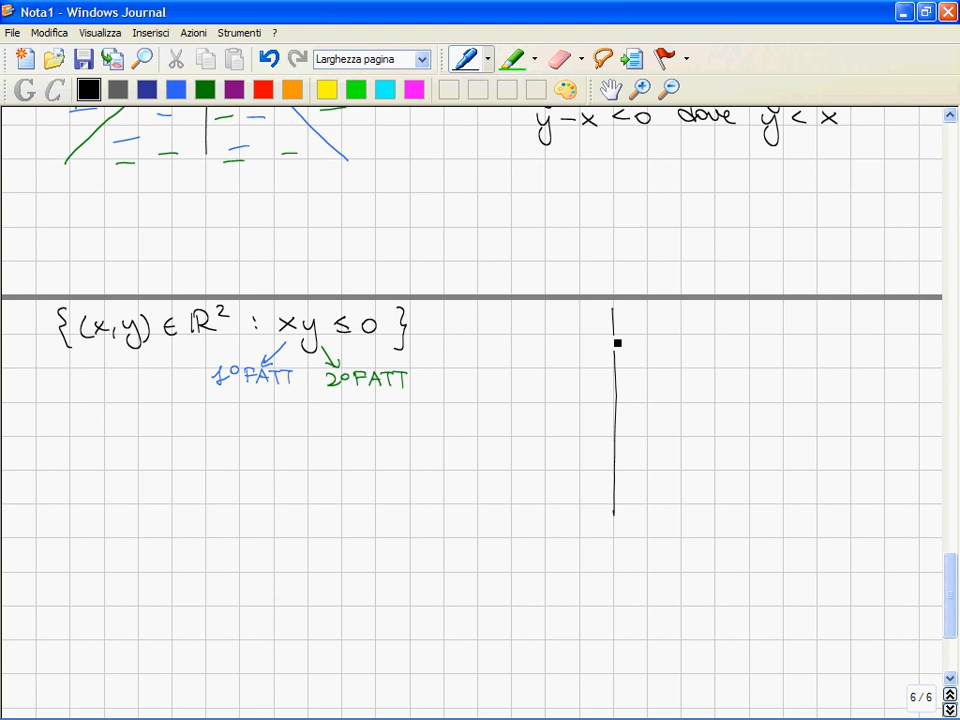 Nota1 - Windows Journal
File Modifica Visualizza Inserisci Azioni Strumenti ?
Larghezza pagina
y - x < 0 dove y < x
{(x,y) ∈ ℝ² : xy ≤ 0 }
1° FATT 2° FATT
6 / 6